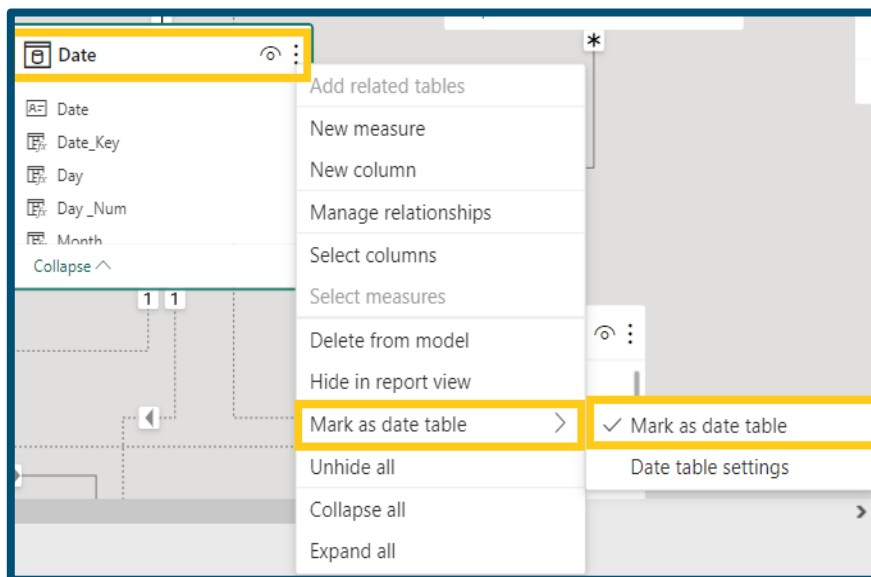 Date
Date
Date_Key
Day
Day _Num
Month
Collapse
1 1
*
Add related tables
New measure
New column
Manage relationships
Select columns
Select measures
Delete from model
Hide in report view
Mark as date table
Unhide all
Collapse all
Expand all
Mark as date table
Date table settings